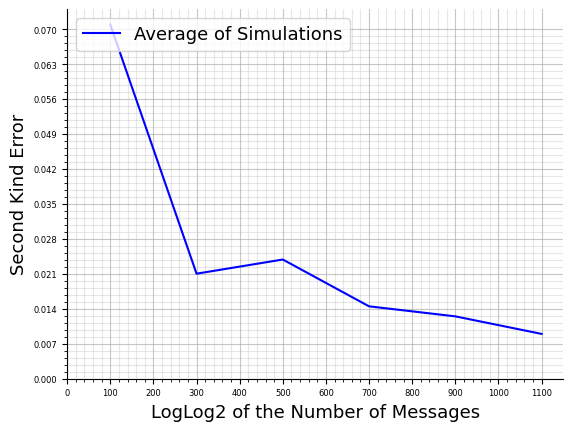 Average of Simulations
Second Kind Error
0.070
0.063
0.056
0.049
0.042
0.035
0.028
0.021
0.014
0.007
0.000
0 100 200 300 400 500 600 700 800 900 1000 1100
LogLog2 of the Number of Messages